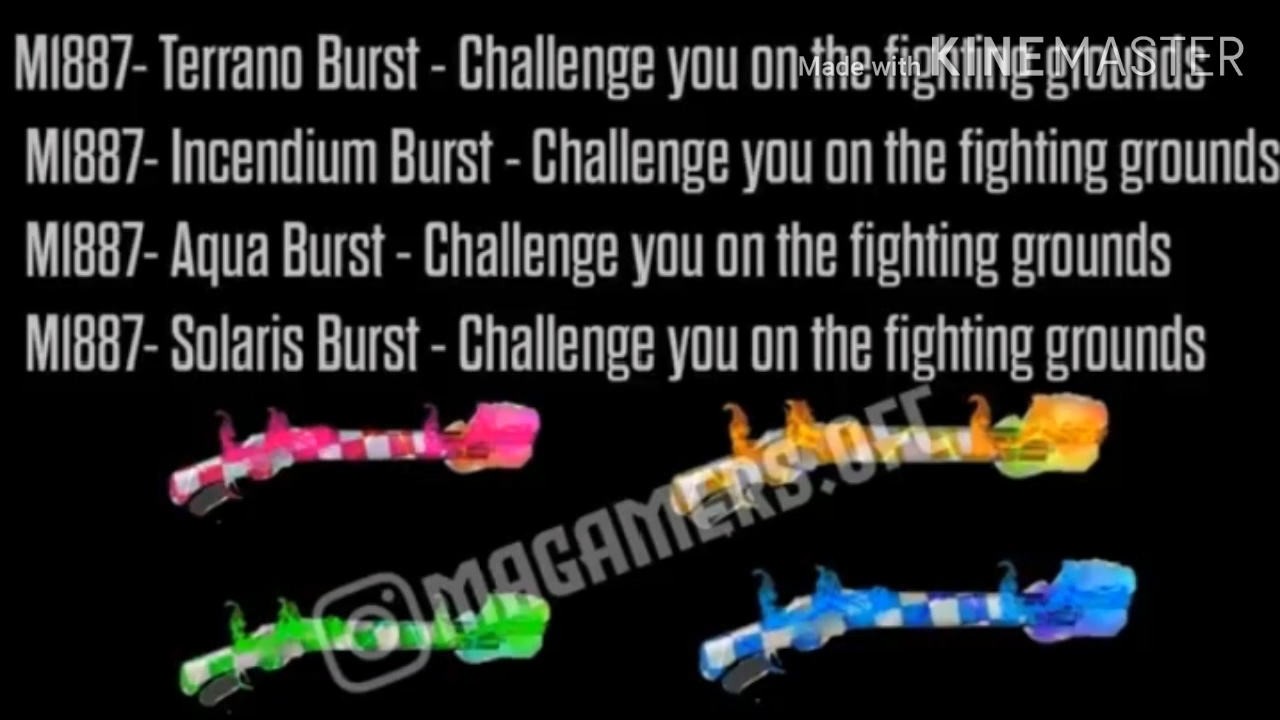 M1887- Terrano Burst - Challenge you on the fighting grounds
Made with KINEMASTER
M1887- Incendium Burst - Challenge you on the fighting grounds
M1887- Aqua Burst - Challenge you on the fighting grounds
M1887- Solaris Burst - Challenge you on the fighting grounds
MAGAMERS.OFC